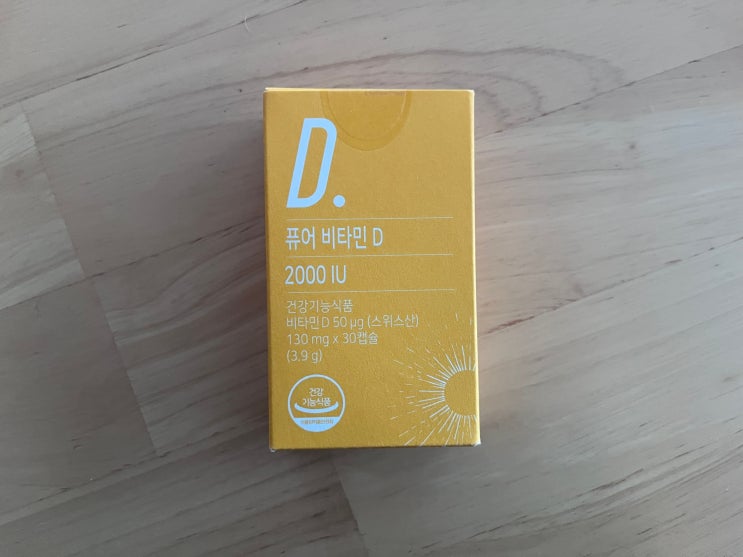 D.
퓨어 비타민 D
2000 IU
건강기능식품
비타민D 50 μg (스위스산)
130 mg x 30캡슐
(3.9 g)
건강
기능식품